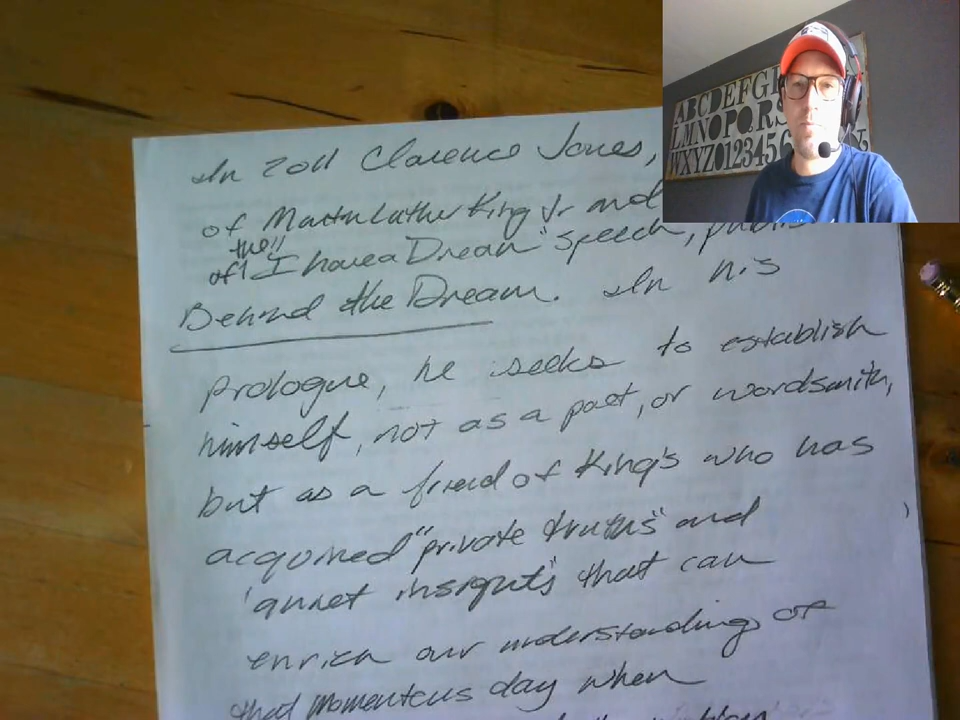 In 2011 Clarence Jones,
of Martin Luther King Jr and
the
of "I have a Dream" speech,
Behind the Dream. In his
prologue, he seeks to establish
himself, not as a poet, or wordsmith,
but as a friend of King's who has
acquired "private truths" and
'quiet insights' that can
enrich our understanding of
that momentous day when
ABCDEFG
LMNOPQRS
WXYZ0123456